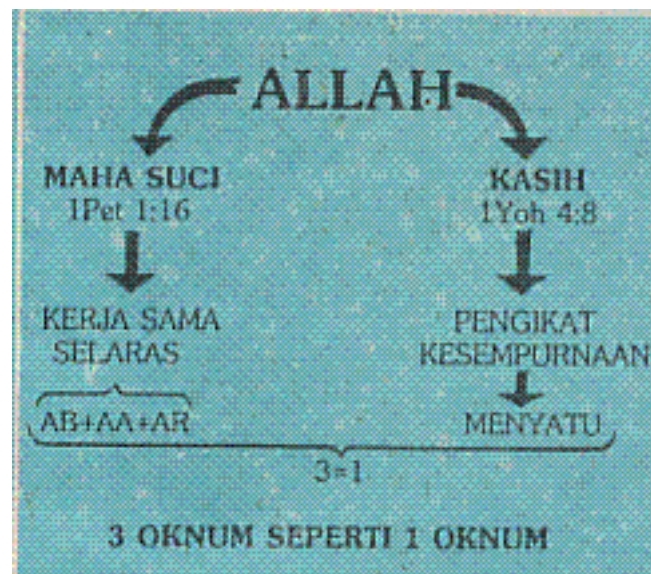 ALLAH
MAHA SUCI
1Pet 1:16
KASIH
1Yoh 4:8
KERJA SAMA
SELARAS
PENGIKAT
KESEMPURNAAN
AB+AA+AR
MENYATU
3=1
3 OKNUM SEPERTI 1 OKNUM